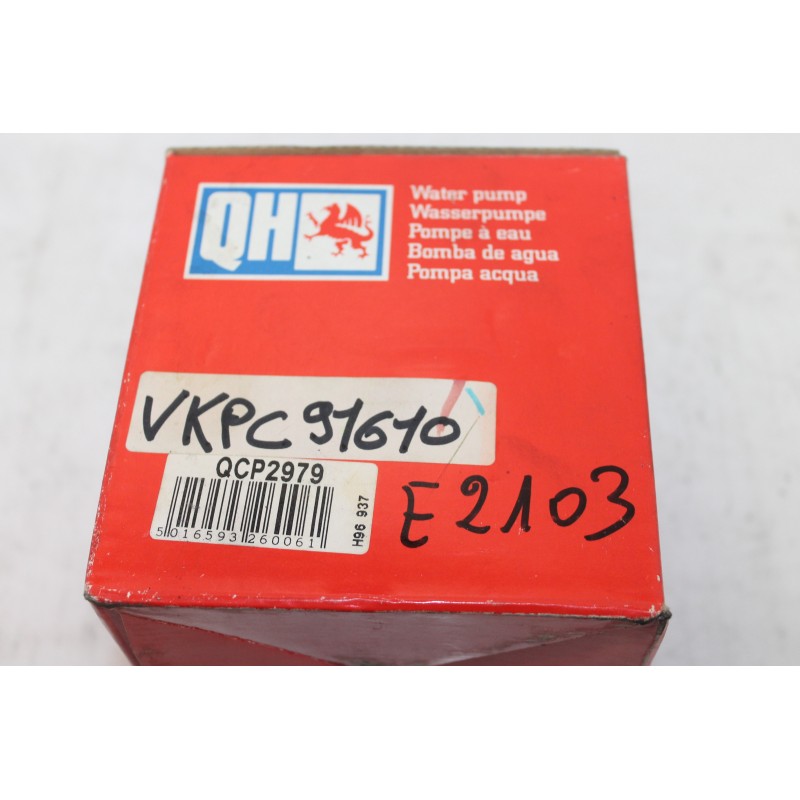 QH
Water pump
Wasserpumpe
Pompe à eau
Bomba de agua
Pompa acqua
VKPC 91610
QCP2979
5 016593 260061
H96 937
E2103